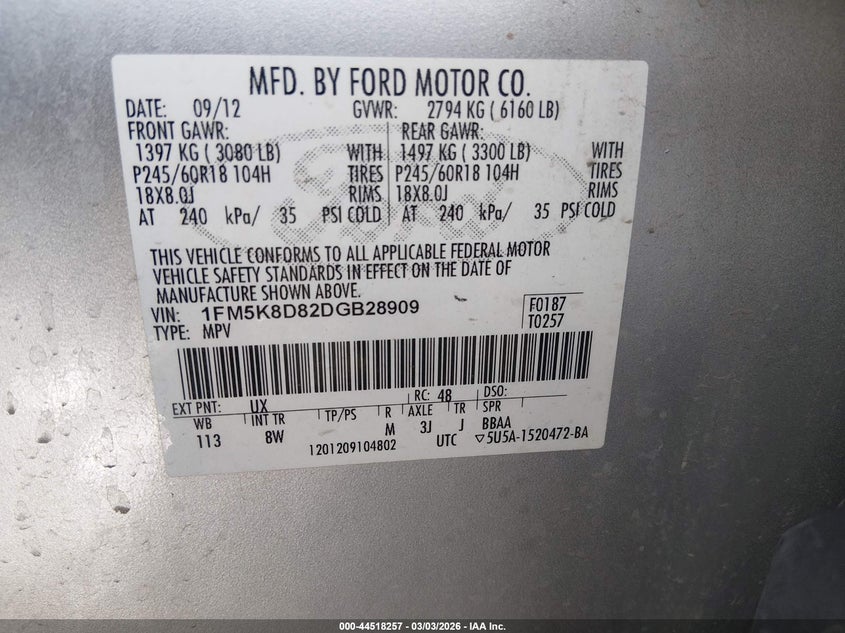 MFD. BY FORD MOTOR CO.
DATE: 09/12 GVWR: 2794 KG ( 6160 LB)
FRONT GAWR: REAR GAWR:
1397 KG ( 3080 LB) WITH 1497 KG ( 3300 LB) WITH
P245/60R18 104H TIRES P245/60R18 104H TIRES
18X8.0J RIMS 18X8.0J RIMS
AT 240 kPa/ 35 PSI COLD AT 240 kPa/ 35 PSI COLD
THIS VEHICLE CONFORMS TO ALL APPLICABLE FEDERAL MOTOR
VEHICLE SAFETY STANDARDS IN EFFECT ON THE DATE OF
MANUFACTURE SHOWN ABOVE.
VIN: 1FM5K8D82DGB28909 F0187
TYPE: MPV T0257
EXT PNT: UX RC: 48 DSO:
WB INT TR TP/PS R AXLE TR SPR
113 8W M 3J J BBAA
1201209104802 UTC ▽5U5A-1520472-BA
000-44518257 - 03/03/2026 - IAA Inc.